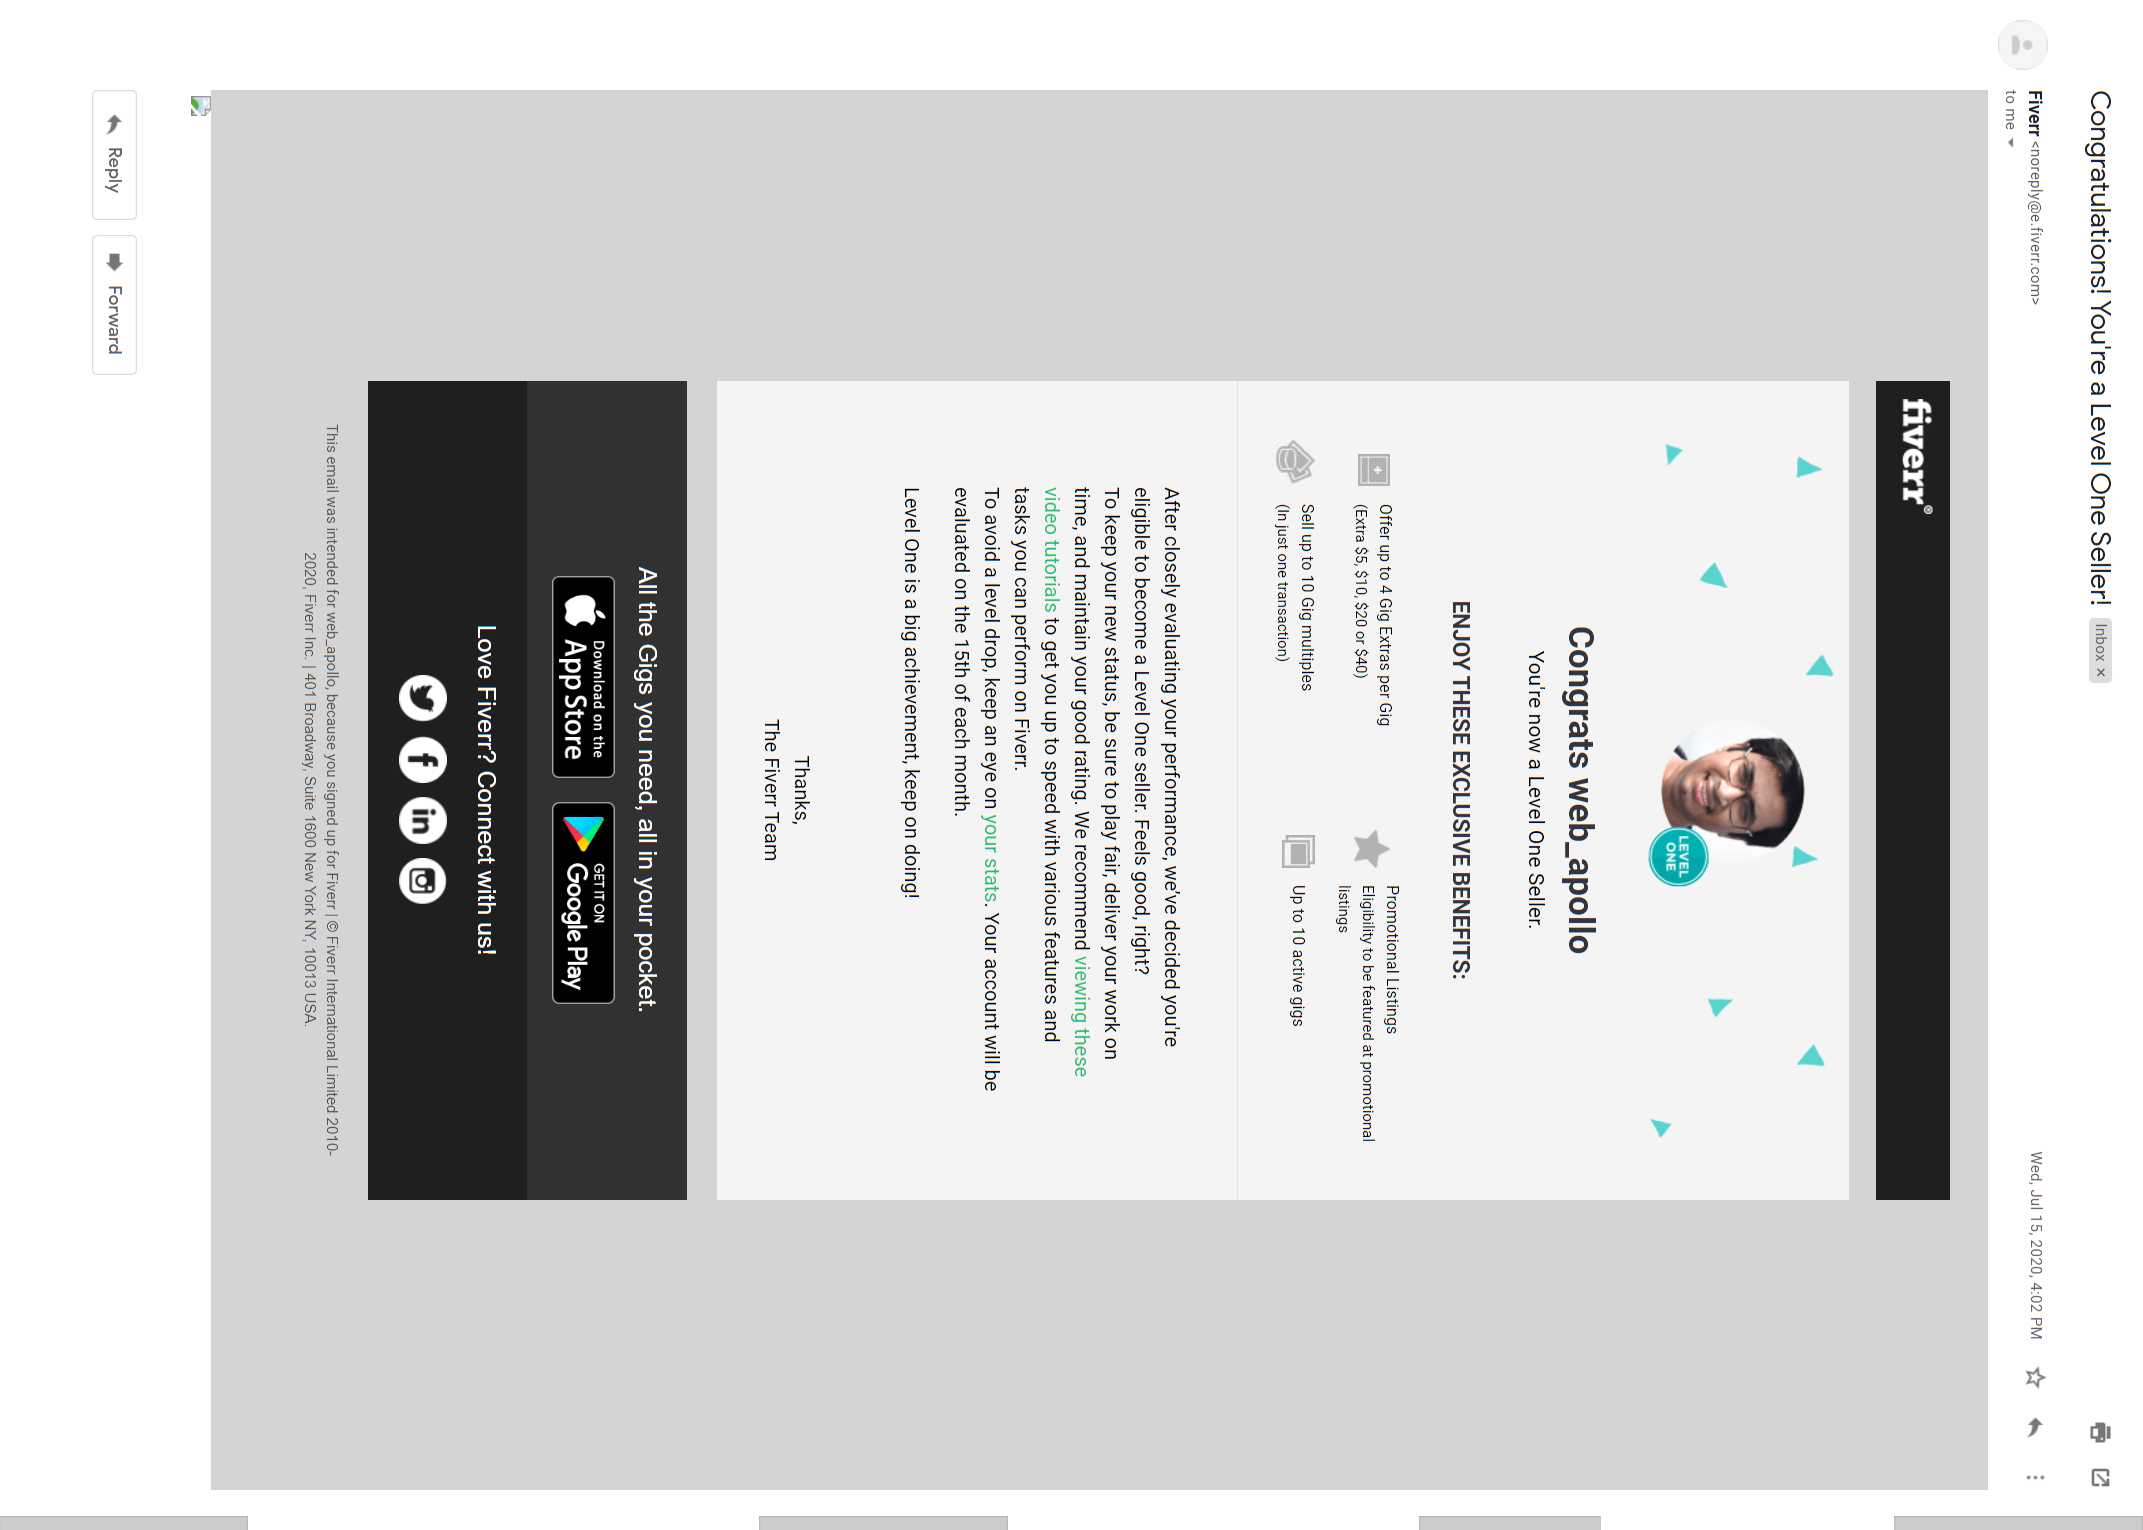 Congratulations! You're a Level One Seller! Inbox ×
Fiverr <noreply@e.fiverr.com>
Wed, Jul 15, 2020, 4:02 PM
to me
fiverr®
LEVEL
ONE
Congrats web_apollo
You're now a Level One Seller.
ENJOY THESE EXCLUSIVE BENEFITS:
Offer up to 4 Gig Extras per Gig
(Extra $5, $10, $20 or $40)
Promotional Listings
Eligibility to be featured at promotional
listings
Sell up to 10 Gig multiples
(In just one transaction)
Up to 10 active gigs
After closely evaluating your performance, we've decided you're
eligible to become a Level One seller. Feels good, right?
To keep your new status, be sure to play fair, deliver your work on
time, and maintain your good rating. We recommend viewing these
video tutorials to get you up to speed with various features and
tasks you can perform on Fiverr.
To avoid a level drop, keep an eye on your stats. Your account will be
evaluated on the 15th of each month.
Level One is a big achievement, keep on doing!
Thanks,
The Fiverr Team
All the Gigs you need, all in your pocket.
Download on the
App Store
GET IT ON
Google Play
Love Fiverr? Connect with us!
This email was intended for web_apollo, because you signed up for Fiverr | © Fiverr International Limited 2010-
2020, Fiverr Inc. | 401 Broadway, Suite 1600 New York NY, 10013 USA.
Reply
Forward